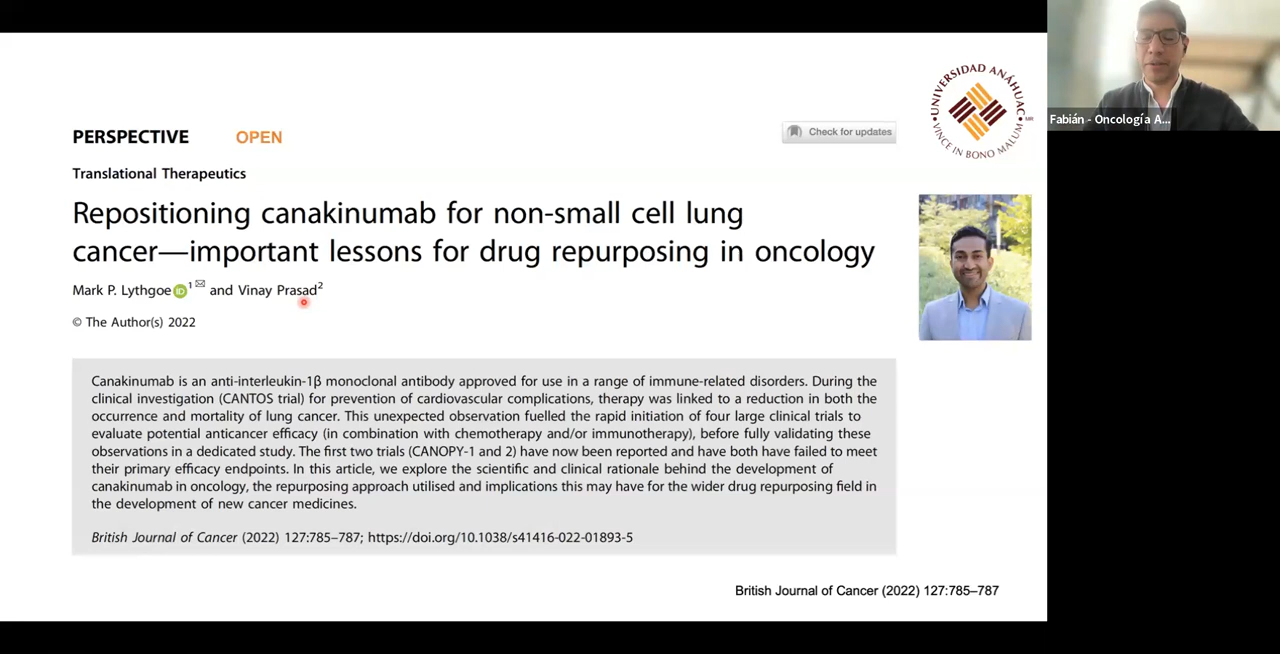 PERSPECTIVE OPEN
Check for updates
Translational Therapeutics
Repositioning canakinumab for non-small cell lung
cancer—important lessons for drug repurposing in oncology
Mark P. Lythgoe iD 1✉ and Vinay Prasad2
© The Author(s) 2022
Canakinumab is an anti-interleukin-1β monoclonal antibody approved for use in a range of immune-related disorders. During the
clinical investigation (CANTOS trial) for prevention of cardiovascular complications, therapy was linked to a reduction in both the
occurrence and mortality of lung cancer. This unexpected observation fuelled the rapid initiation of four large clinical trials to
evaluate potential anticancer efficacy (in combination with chemotherapy and/or immunotherapy), before fully validating these
observations in a dedicated study. The first two trials (CANOPY-1 and 2) have now been reported and have both have failed to meet
their primary efficacy endpoints. In this article, we explore the scientific and clinical rationale behind the development of
canakinumab in oncology, the repurposing approach utilised and implications this may have for the wider drug repurposing field in
the development of new cancer medicines.
British Journal of Cancer (2022) 127:785–787; https://doi.org/10.1038/s41416-022-01893-5
British Journal of Cancer (2022) 127:785–787
UNIVERSIDAD ANÁHUAC
VINCE IN BONO MALUM
MR
Fabián - Oncología A...